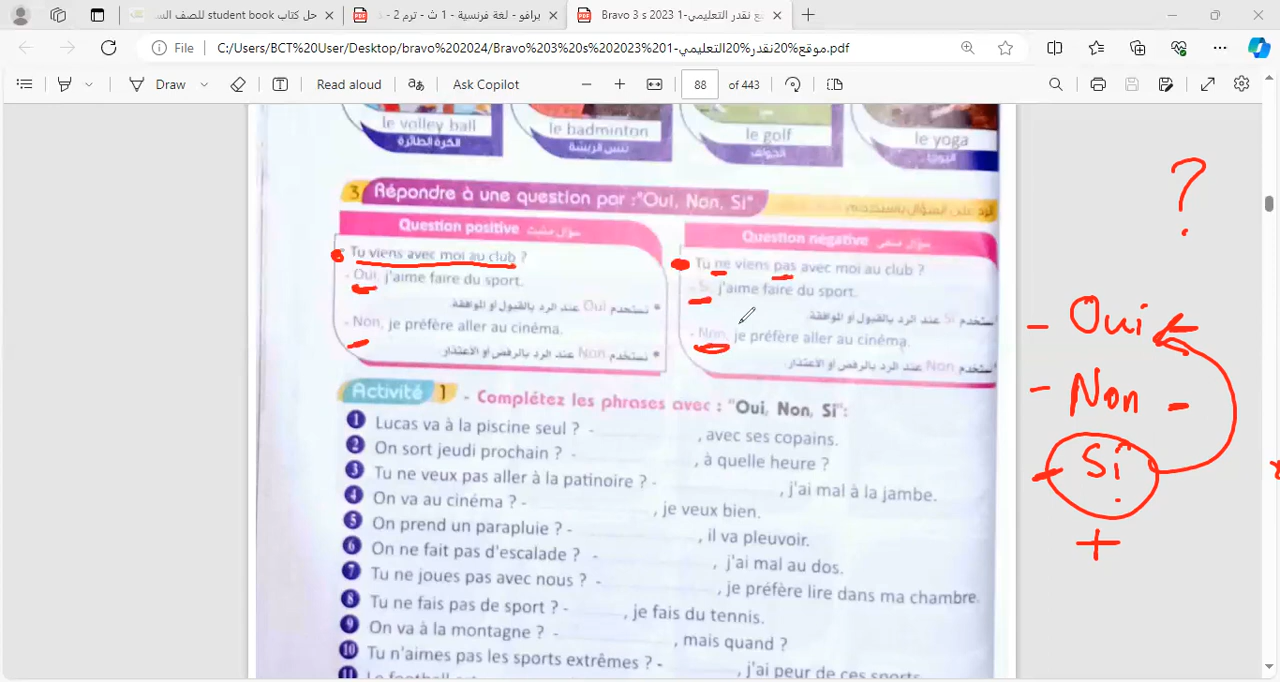 حل كتاب student book للصف الس
برافو - لغة فرنسية - 1 ث - ترم 2 -
Bravo 3 s 2023 1-موقع نقدر التعليمي
File C:/Users/BCT%20User/Desktop/bravo%202024/Bravo%203%20s%202023%201-موقع%20نقدر%20التعليمي.pdf
Draw Read aloud Ask Copilot 88 of 443
le volley ball
الكرة الطائرة
le badminton
تنس الريشة
le golf
الجولف
le yoga
اليوجا
3 Répondre à une question par :"Oui, Non, Si"
الرد على السؤال باستخدام
Question positive سؤال مثبت
• Tu viens avec moi au club ?
- Oui, j'aime faire du sport.
• نستخدم Oui عند الرد بالقبول أو الموافقة
- Non, je préfère aller au cinéma.
• نستخدم Non عند الرد بالرفض أو الاعتذار
Question négative سؤال منفى
Tu ne viens pas avec moi au club ?
- Si, j'aime faire du sport.
نستخدم Si عند الرد بالقبول أو الموافقة
- Non, je préfère aller au cinéma.
نستخدم Non عند الرد بالرفض أو الاعتذار
?
- Oui
- Non -
- Si
+
Activité 1 - Complétez les phrases avec : "Oui, Non, Si":
1 Lucas va à la piscine seul ? - , avec ses copains.
2 On sort jeudi prochain ? - , à quelle heure ?
3 Tu ne veux pas aller à la patinoire ? - , j'ai mal à la jambe.
4 On va au cinéma ? - , je veux bien.
5 On prend un parapluie ? - , il va pleuvoir.
6 On ne fait pas d'escalade ? - , j'ai mal au dos.
7 Tu ne joues pas avec nous ? - , je préfère lire dans ma chambre.
8 Tu ne fais pas de sport ? - , je fais du tennis.
9 On va à la montagne ? - , mais quand ?
10 Tu n'aimes pas les sports extrêmes ? - , j'ai peur de ces sports
11